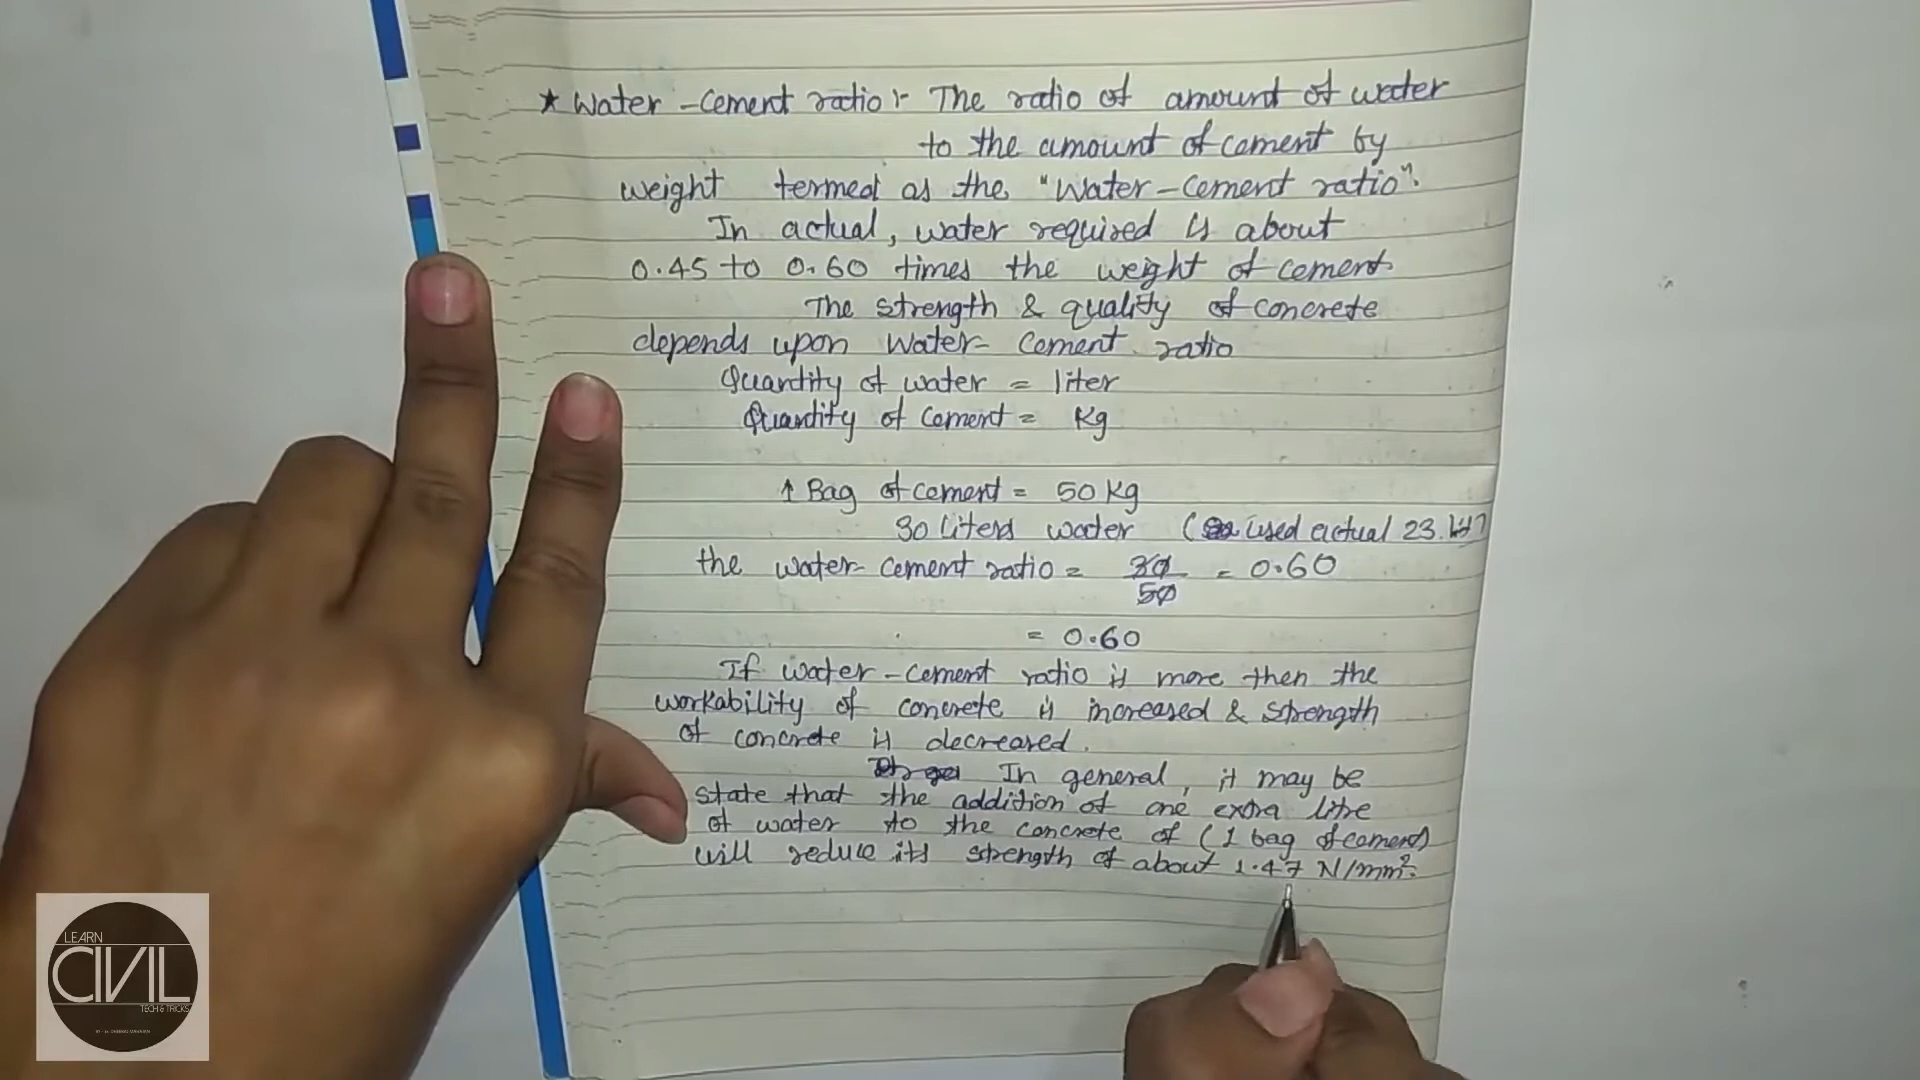 ★ Water-Cement ratio:- The ratio of amount of water
to the amount of cement by
weight termed as the "Water-Cement ratio".
In actual, water required is about
0.45 to 0.60 times the weight of cement.
The strength & quality of concrete
depends upon water-cement ratio
Quantity of water = liter
Quantity of cement = Kg
1 Bag of cement = 50 Kg
30 liters water (used actual 23. lit)
the water-cement ratio = 30/50 = 0.60
= 0.60
If water-cement ratio is more then the
workability of concrete is increased & strength
of concrete is decreased.
In general, it may be
state that the addition of one extra litre
of water to the concrete of (1 bag of cement)
will reduce its strength of about 1.47 N/mm².
LEARN
CIVIL
TECH & TRICKS